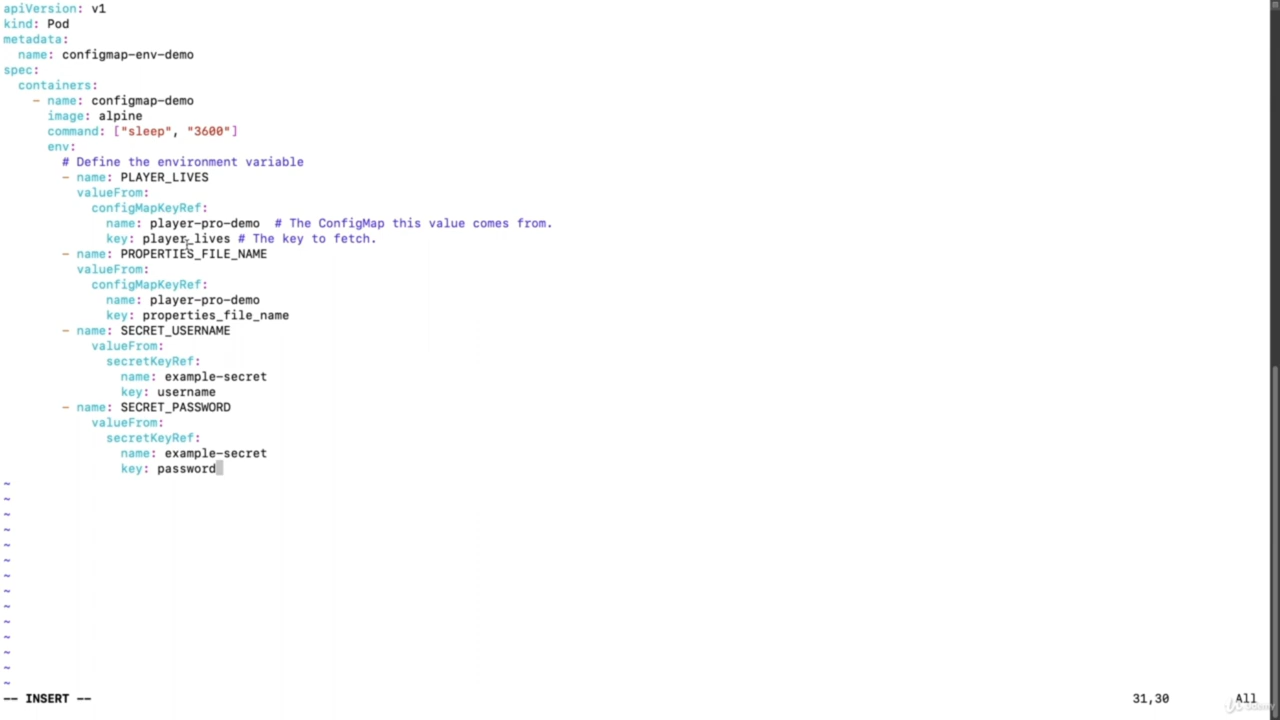 apiVersion: v1
kind: Pod
metadata:
  name: configmap-env-demo
spec:
  containers:
    - name: configmap-demo
      image: alpine
      command: ["sleep", "3600"]
      env:
        # Define the environment variable
        - name: PLAYER_LIVES
          valueFrom:
            configMapKeyRef:
              name: player-pro-demo  # The ConfigMap this value comes from.
              key: player_lives # The key to fetch.
        - name: PROPERTIES_FILE_NAME
          valueFrom:
            configMapKeyRef:
              name: player-pro-demo
              key: properties_file_name
        - name: SECRET_USERNAME
            valueFrom:
              secretKeyRef:
                name: example-secret
                key: username
        - name: SECRET_PASSWORD
            valueFrom:
              secretKeyRef:
                name: example-secret
                key: password
~
~
~
~
~
~
~
~
~
~
~
~
~
~
-- INSERT -- 31,30 All